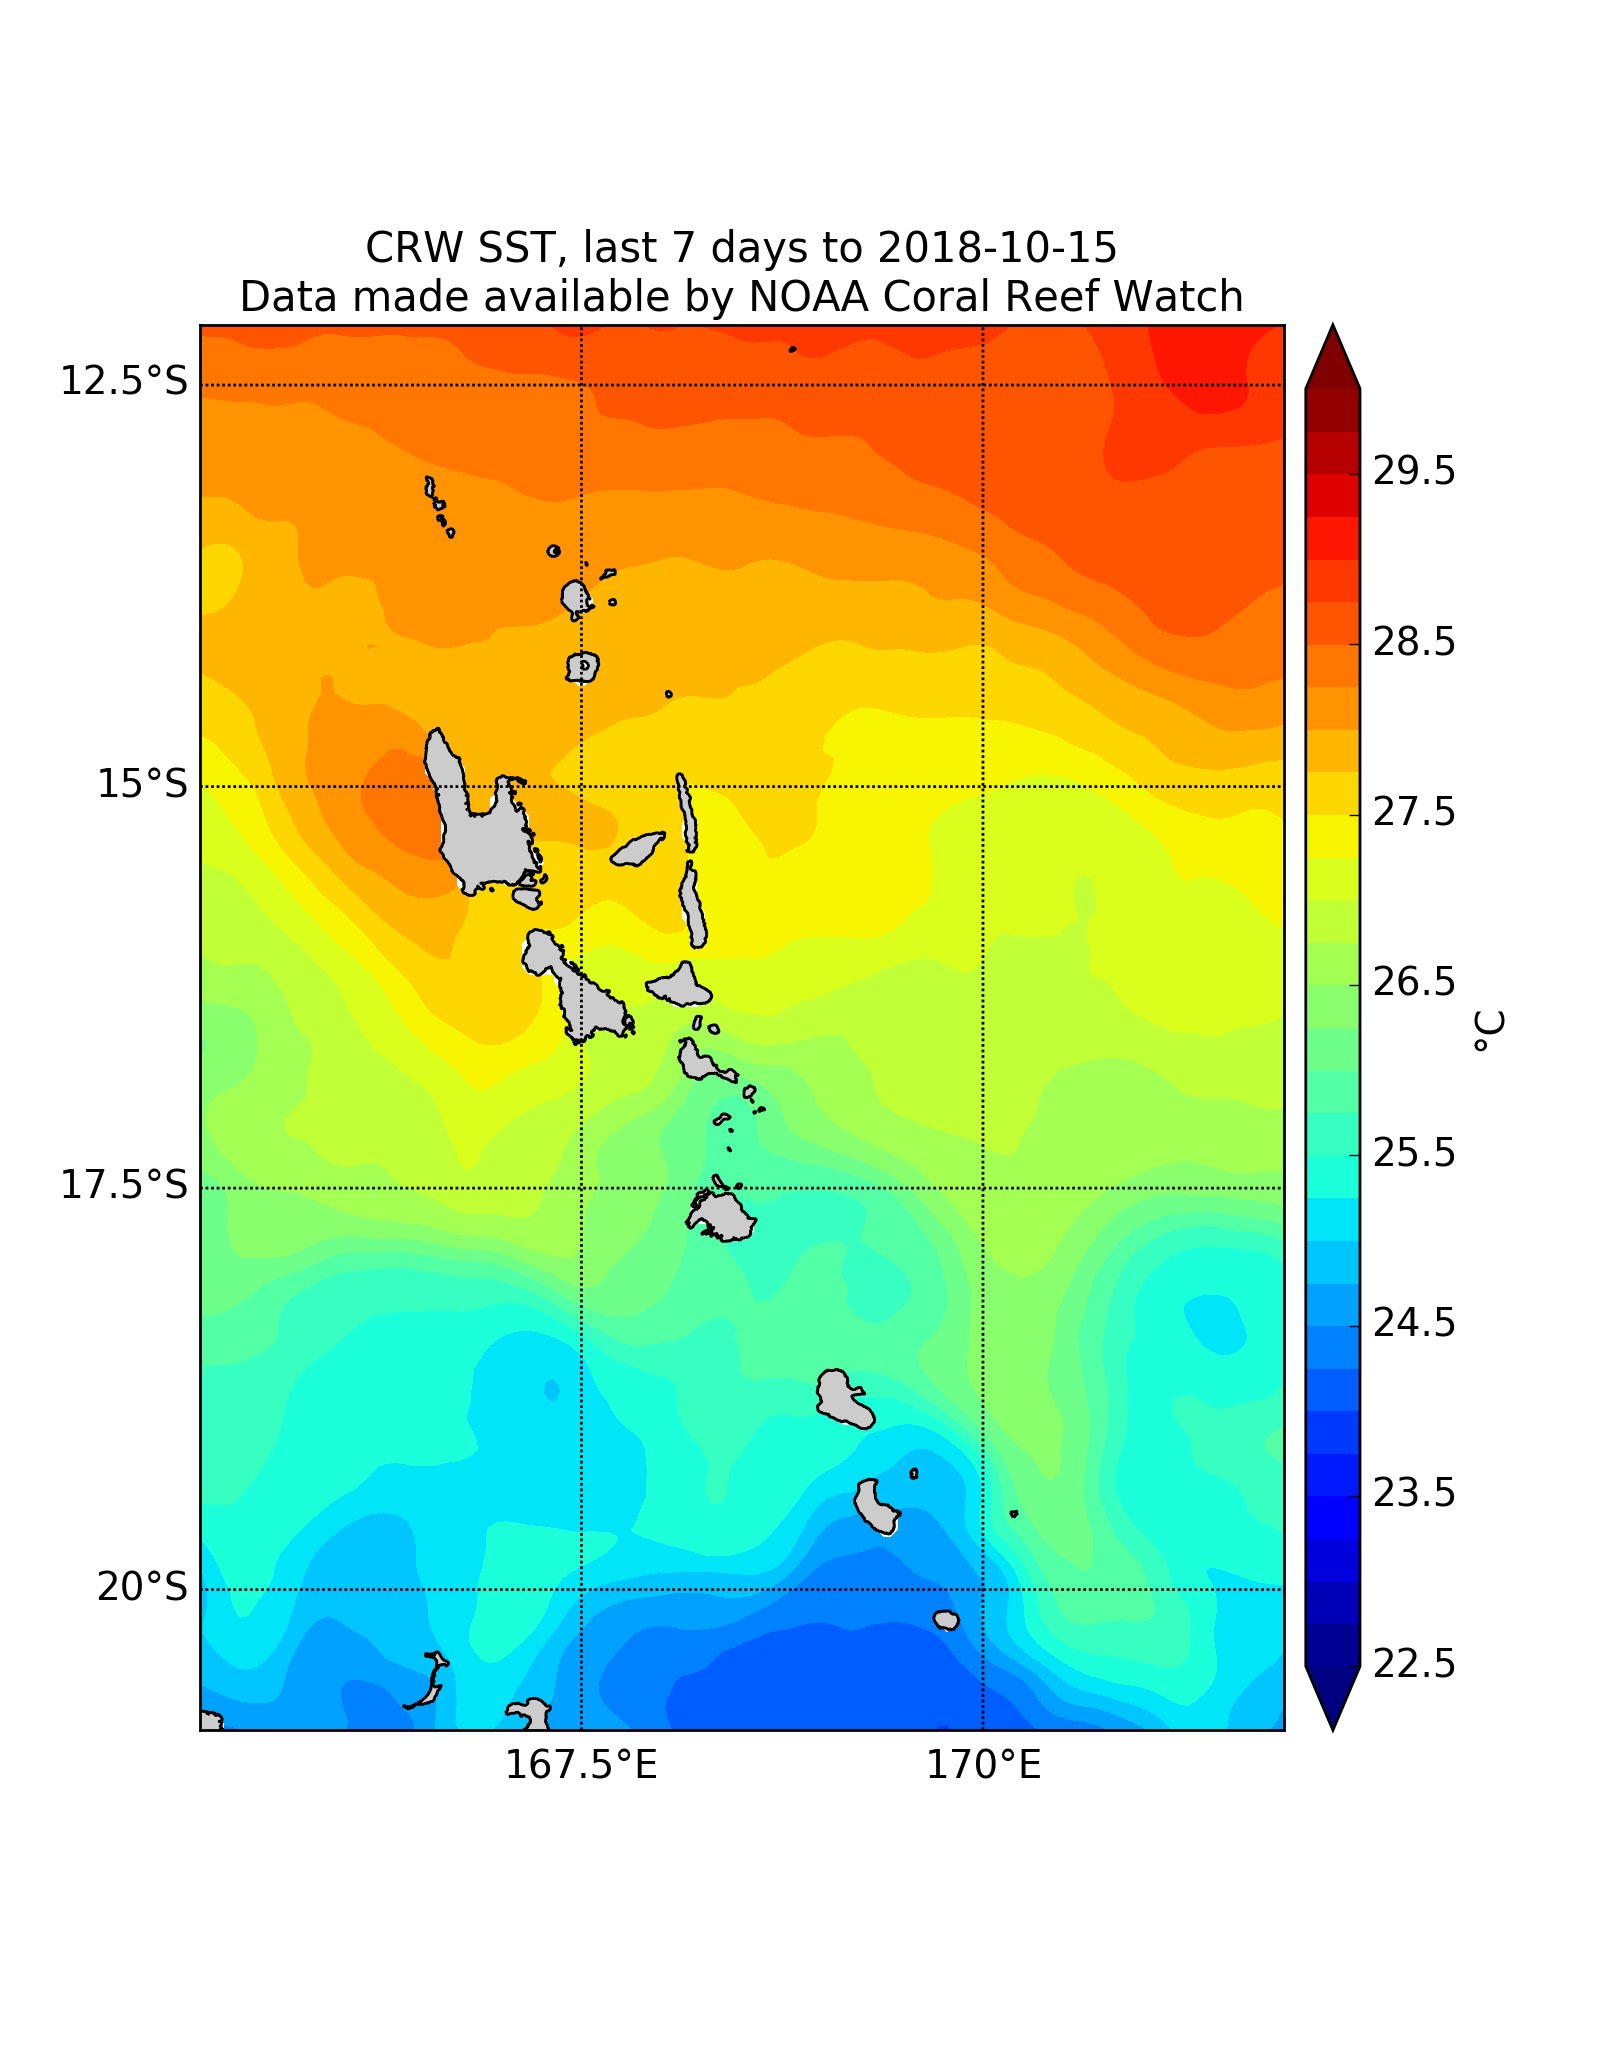 CRW SST, last 7 days to 2018-10-15
Data made available by NOAA Coral Reef Watch
12.5°S
15°S
17.5°S
20°S
167.5°E
170°E
29.5
28.5
27.5
26.5
25.5
24.5
23.5
22.5
°C